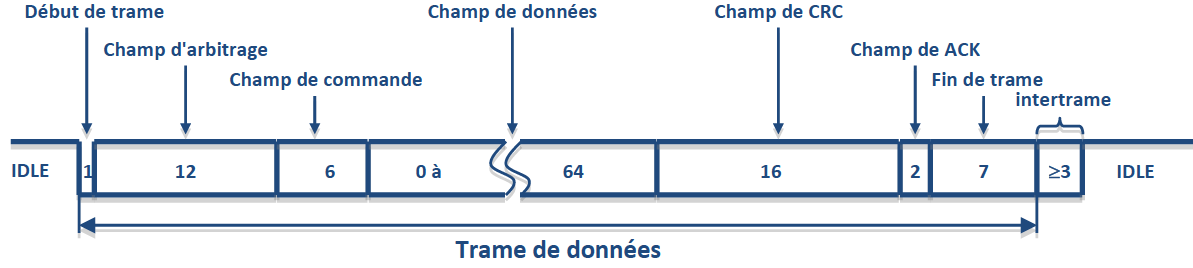 Début de trame
Champ de données
Champ de CRC
Champ d'arbitrage
Champ de ACK
Champ de commande
Fin de trame
intertrame
IDLE 1 12 6 0 à 64 16 2 7 ≥3 IDLE
Trame de données